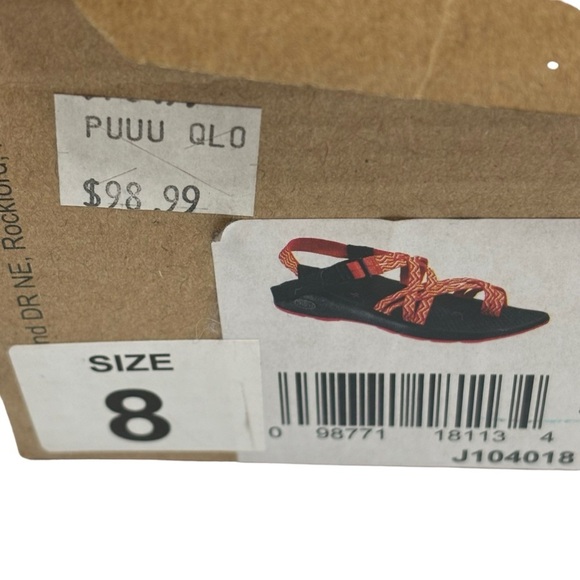 PUUU QLO
$98.99
nd DR NE, Rockford,
SIZE
8
0 98771 18113 4
J104018